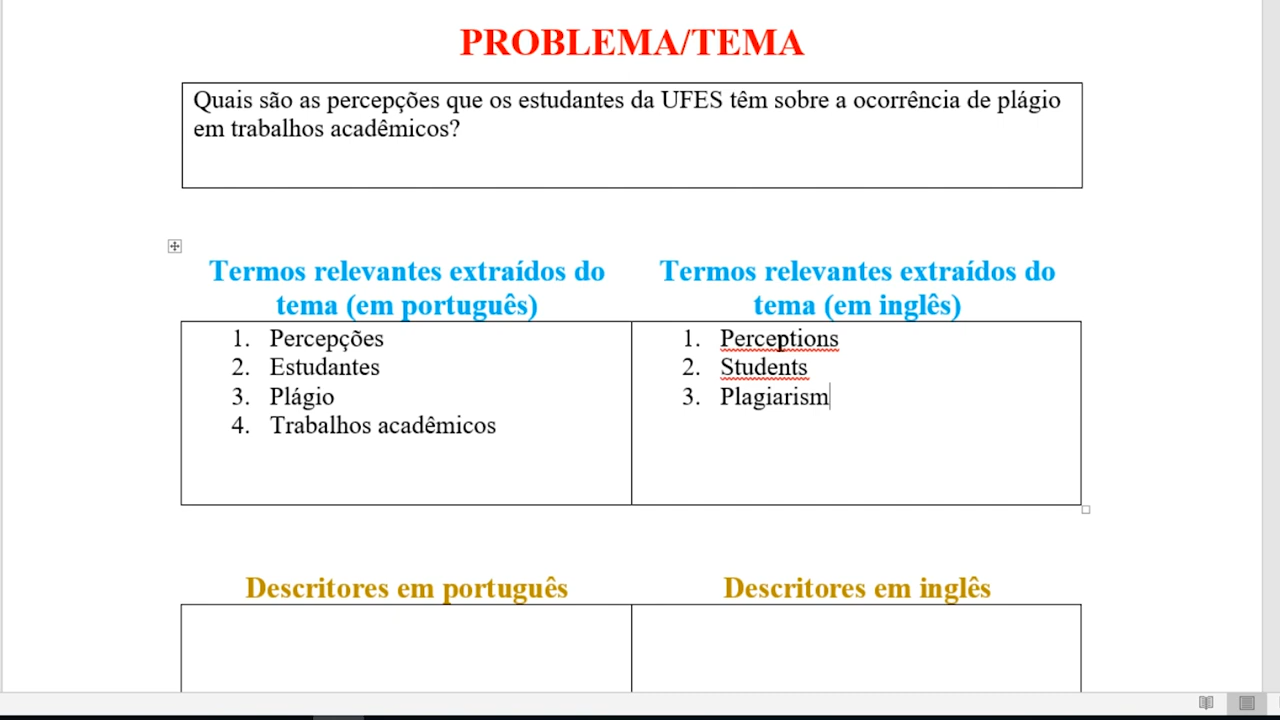 PROBLEMA/TEMA
Quais são as percepções que os estudantes da UFES têm sobre a ocorrência de plágio
em trabalhos acadêmicos?
Termos relevantes extraídos do
tema (em português)
Termos relevantes extraídos do
tema (em inglês)
1. Percepções
2. Estudantes
3. Plágio
4. Trabalhos acadêmicos
1. Perceptions
2. Students
3. Plagiarism
Descritores em português
Descritores em inglês